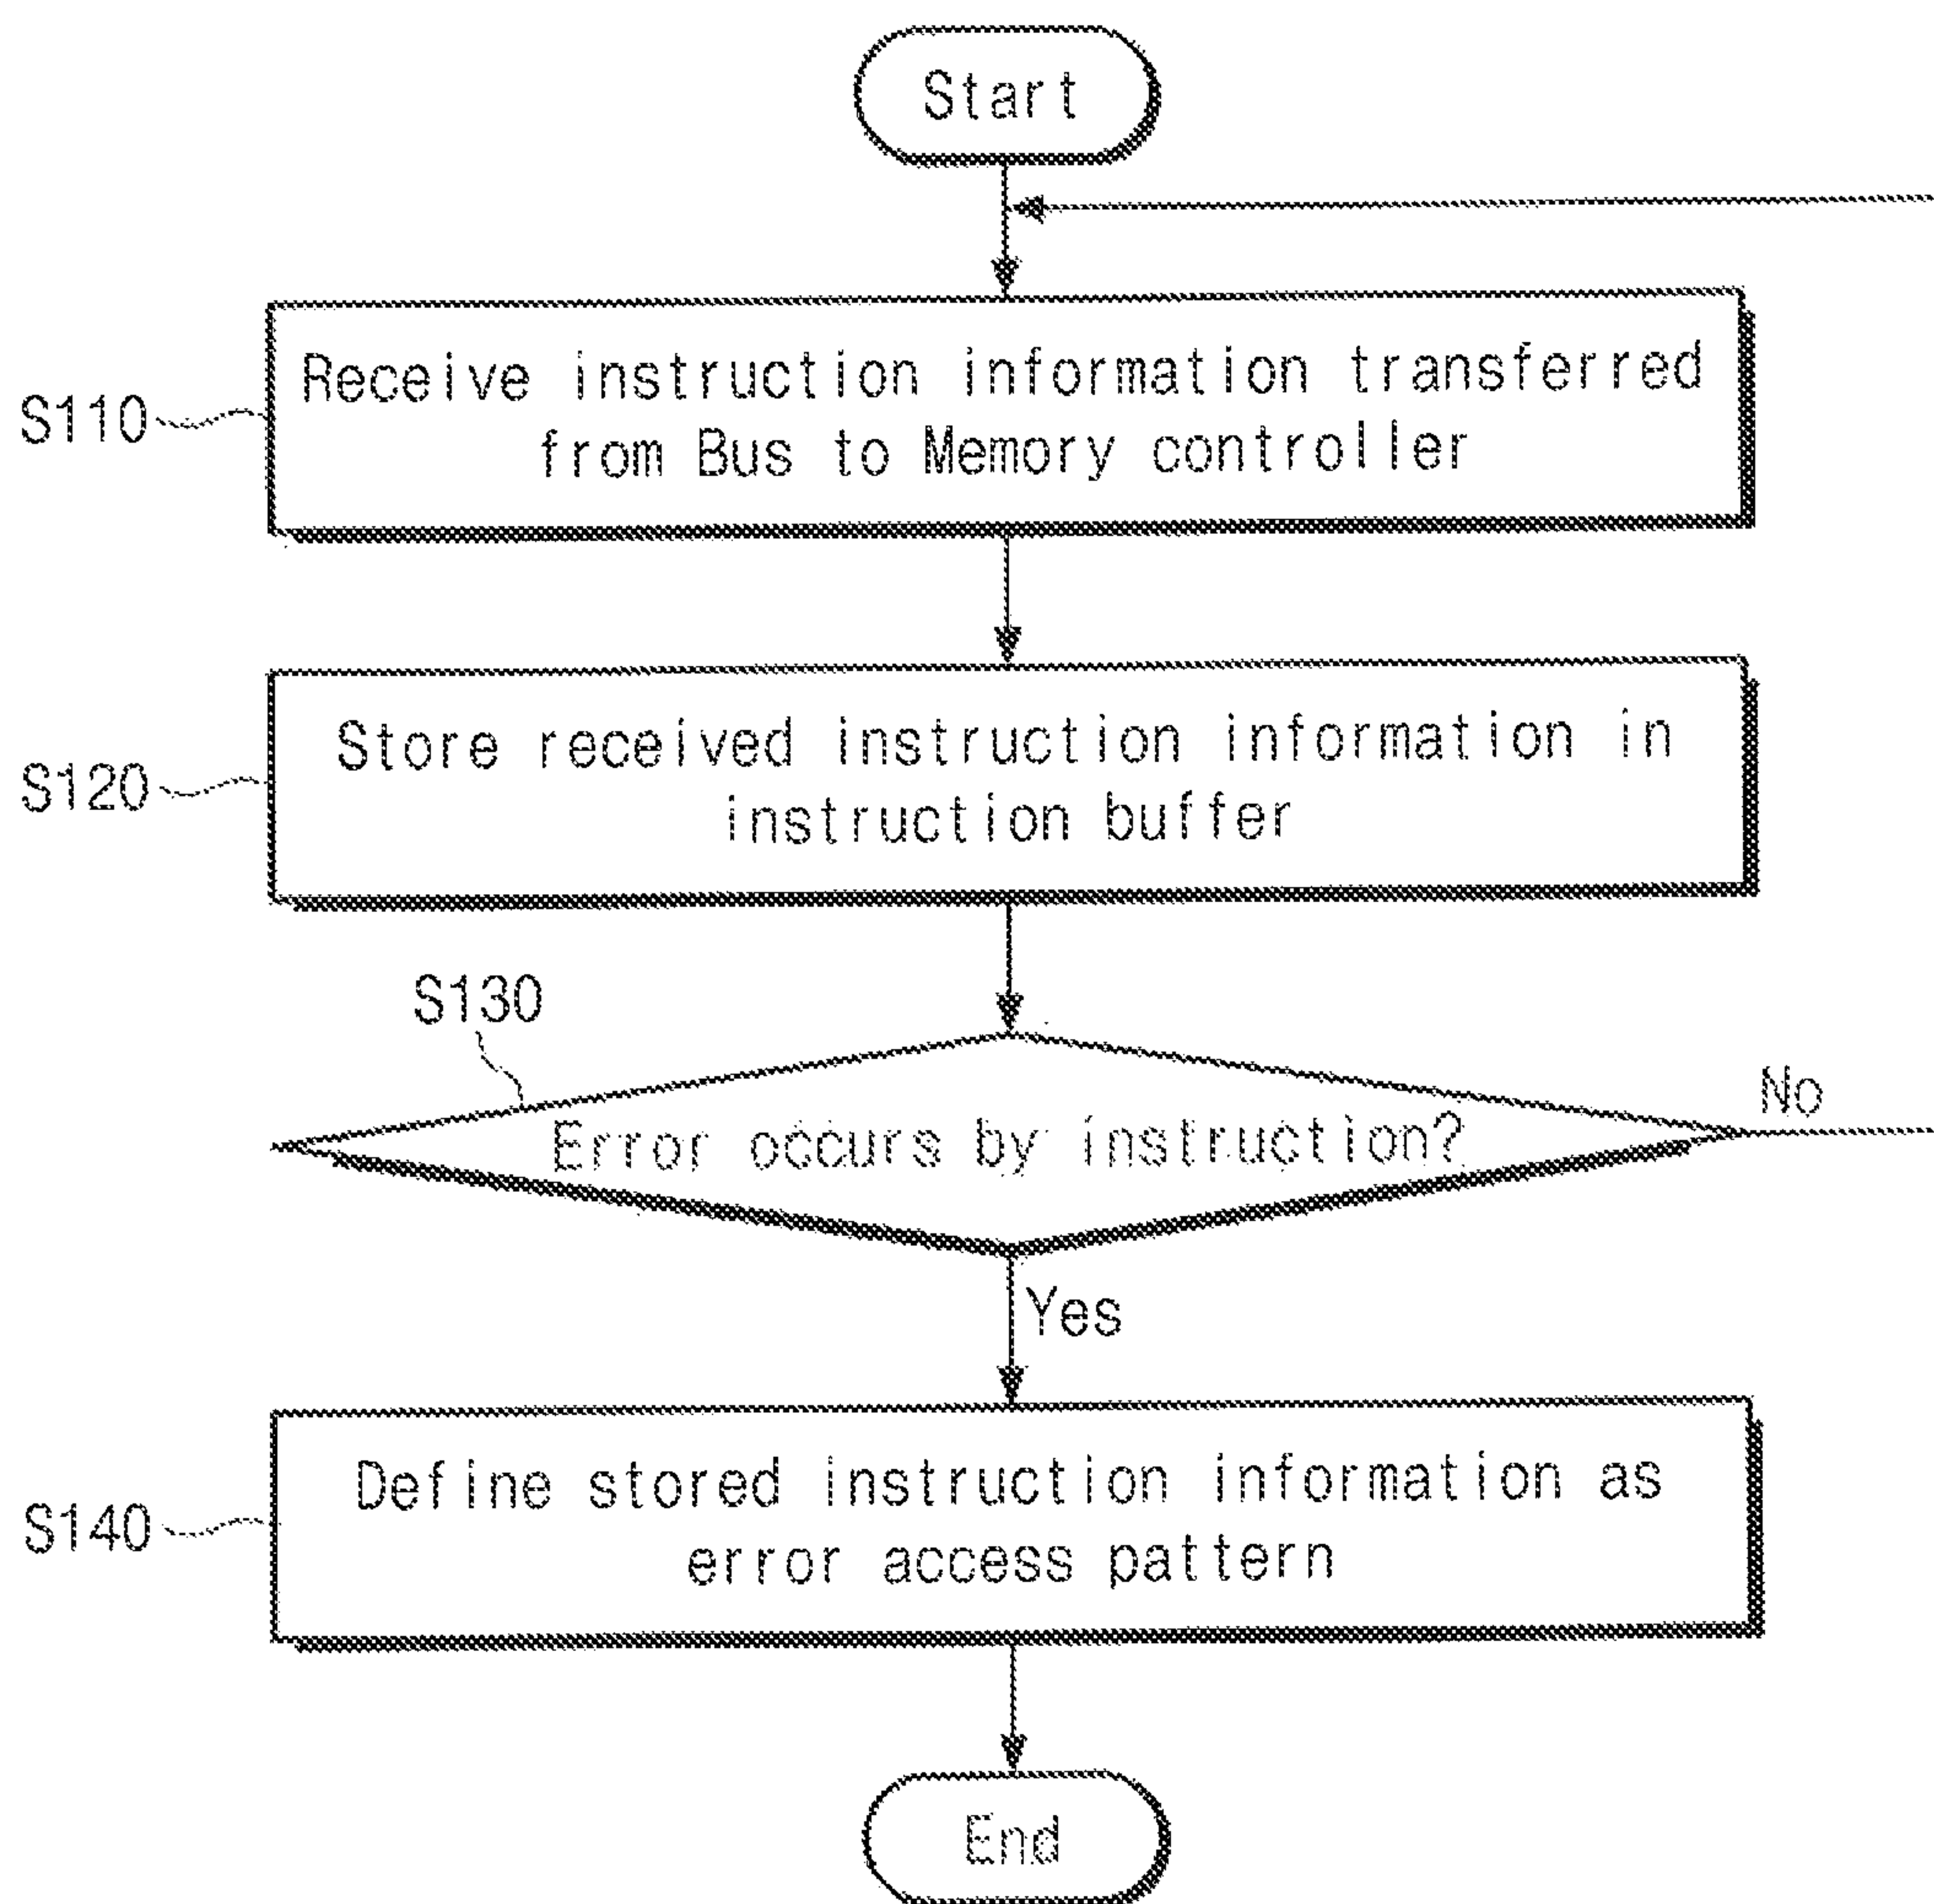 Start
S110
Receive instruction information transferred
from Bus to Memory controller
S120
Store received instruction information in
instruction buffer
S130
Error occurs by instruction?
No
Yes
S140
Define stored instruction information as
error access pattern
End